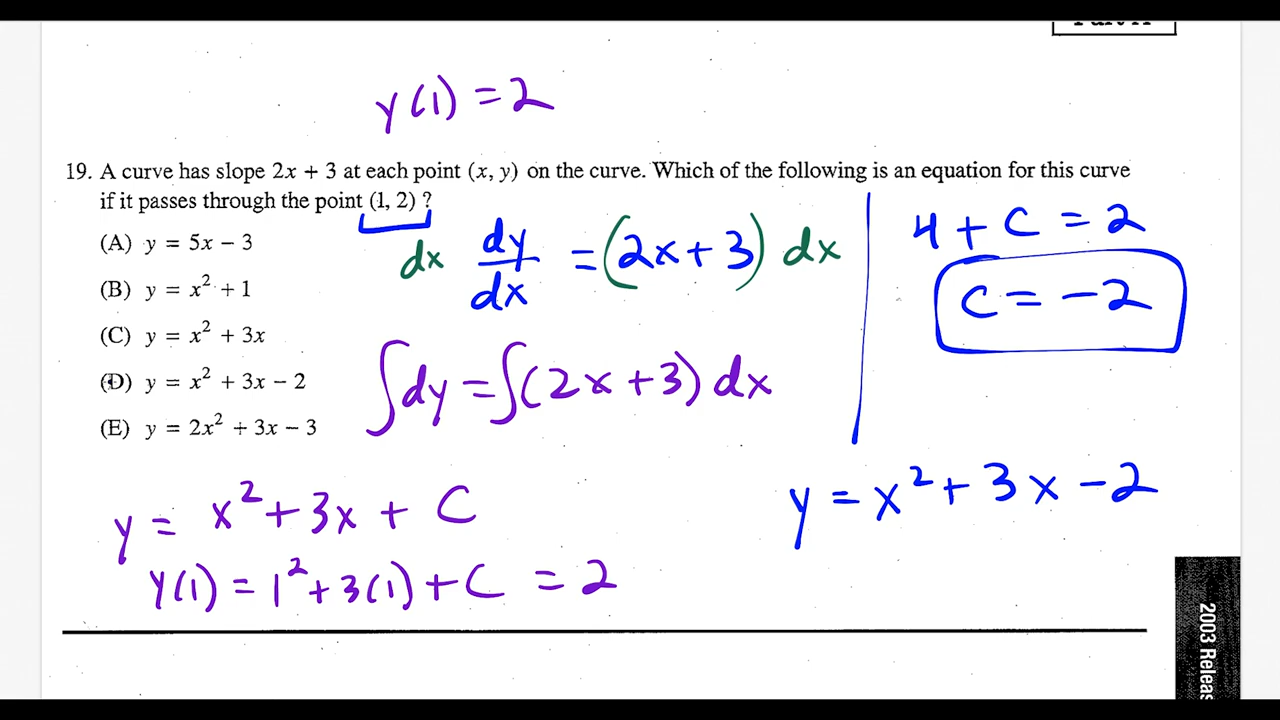 y(1) = 2
19. A curve has slope 2x + 3 at each point (x, y) on the curve. Which of the following is an equation for this curve
if it passes through the point (1, 2) ?
(A) y = 5x − 3
(B) y = x² + 1
(C) y = x² + 3x
(D) y = x² + 3x − 2
(E) y = 2x² + 3x − 3
dx dy/dx = (2x+3) dx
∫dy = ∫(2x+3) dx
y = x² + 3x + C
y(1) = 1² + 3(1) + C = 2
4 + C = 2
C = −2
y = x² + 3x − 2
2003 Releas